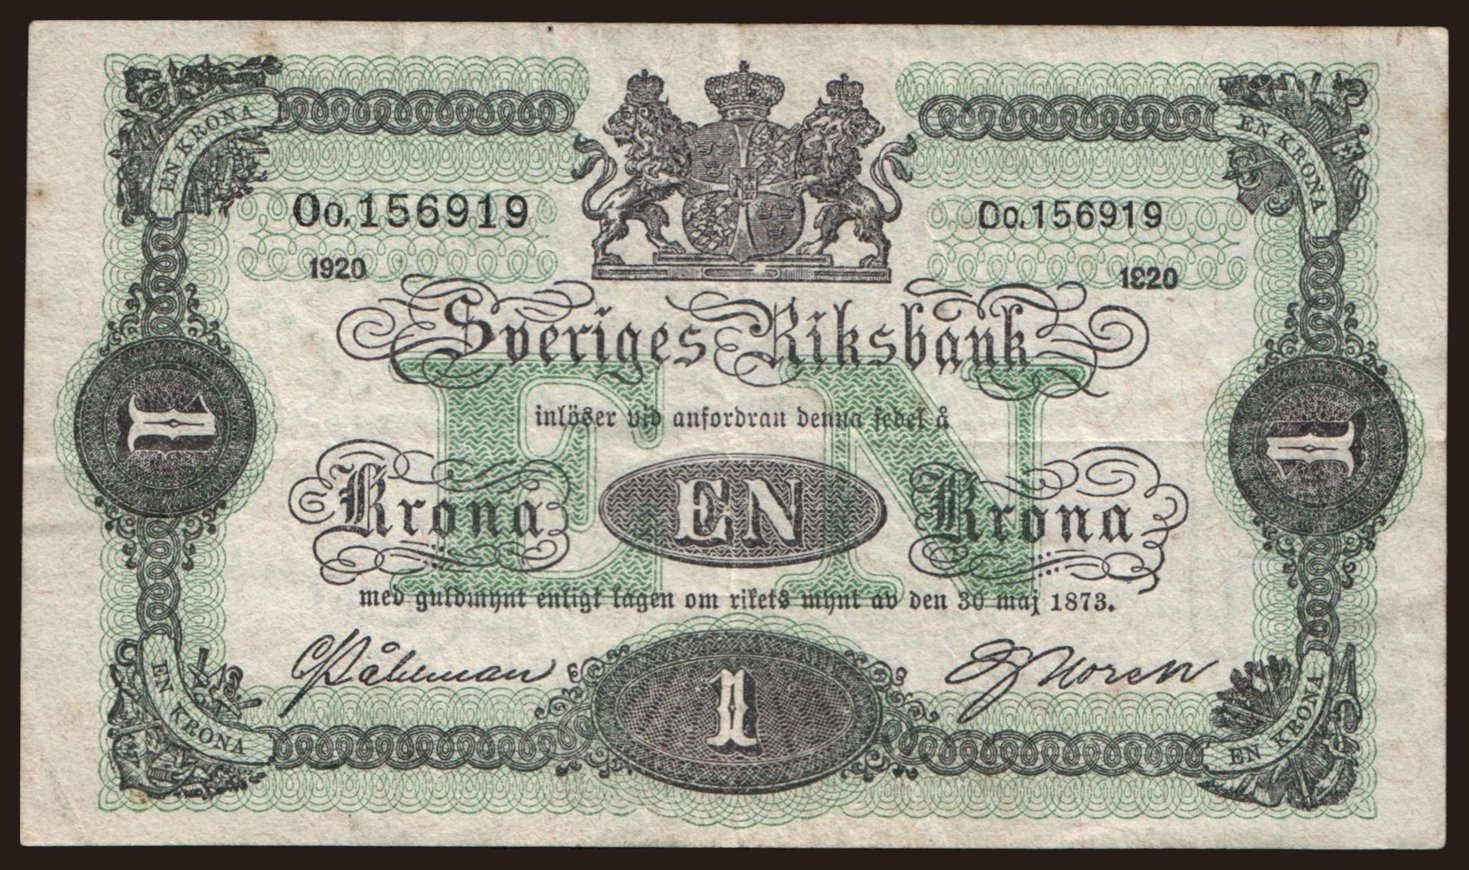 EN KRONA
EN KRONA
Oo.156919
Oo.156919
1920
1920
Sveriges Riksbank
EN
inlöser vid anfordran denna sedel å
1
1
Krona EN Krona
med guldmynt enligt lagen om rikets mynt av den 30 maj 1873.
1
EN KRONA
EN KRONA